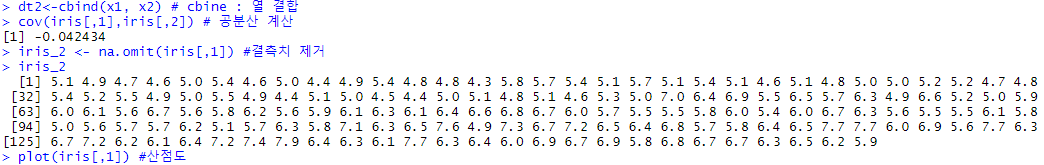 > dt2<-cbind(x1, x2) # cbine : 열 결합
> cov(iris[,1],iris[,2]) # 공분산 계산
[1] -0.042434
> iris_2 <- na.omit(iris[,1]) #결측치 제거
> iris_2
[1] 5.1 4.9 4.7 4.6 5.0 5.4 4.6 5.0 4.4 4.9 5.4 4.8 4.8 4.3 5.8 5.7 5.4 5.1 5.7 5.1 5.4 5.1 4.6 5.1 4.8 5.0 5.0 5.2 5.2 4.7 4.8
[32] 5.4 5.2 5.5 4.9 5.0 5.5 4.9 4.4 5.1 5.0 4.5 4.4 5.0 5.1 4.8 5.1 4.6 5.3 5.0 7.0 6.4 6.9 5.5 6.5 5.7 6.3 4.9 6.6 5.2 5.0 5.9
[63] 6.0 6.1 5.6 6.7 5.6 5.8 6.2 5.6 5.9 6.1 6.3 6.1 6.4 6.6 6.8 6.7 6.0 5.7 5.5 5.5 5.8 6.0 5.4 6.0 6.7 6.3 5.6 5.5 5.5 6.1 5.8
[94] 5.0 5.6 5.7 5.7 6.2 5.1 5.7 6.3 5.8 7.1 6.3 6.5 7.6 4.9 7.3 6.7 7.2 6.5 6.4 6.8 5.7 5.8 6.4 6.5 7.7 7.7 6.0 6.9 5.6 7.7 6.3
[125] 6.7 7.2 6.2 6.1 6.4 7.2 7.4 7.9 6.4 6.3 6.1 7.7 6.3 6.4 6.0 6.9 6.7 6.9 5.8 6.8 6.7 6.7 6.3 6.5 6.2 5.9
> plot(iris[,1]) #산점도